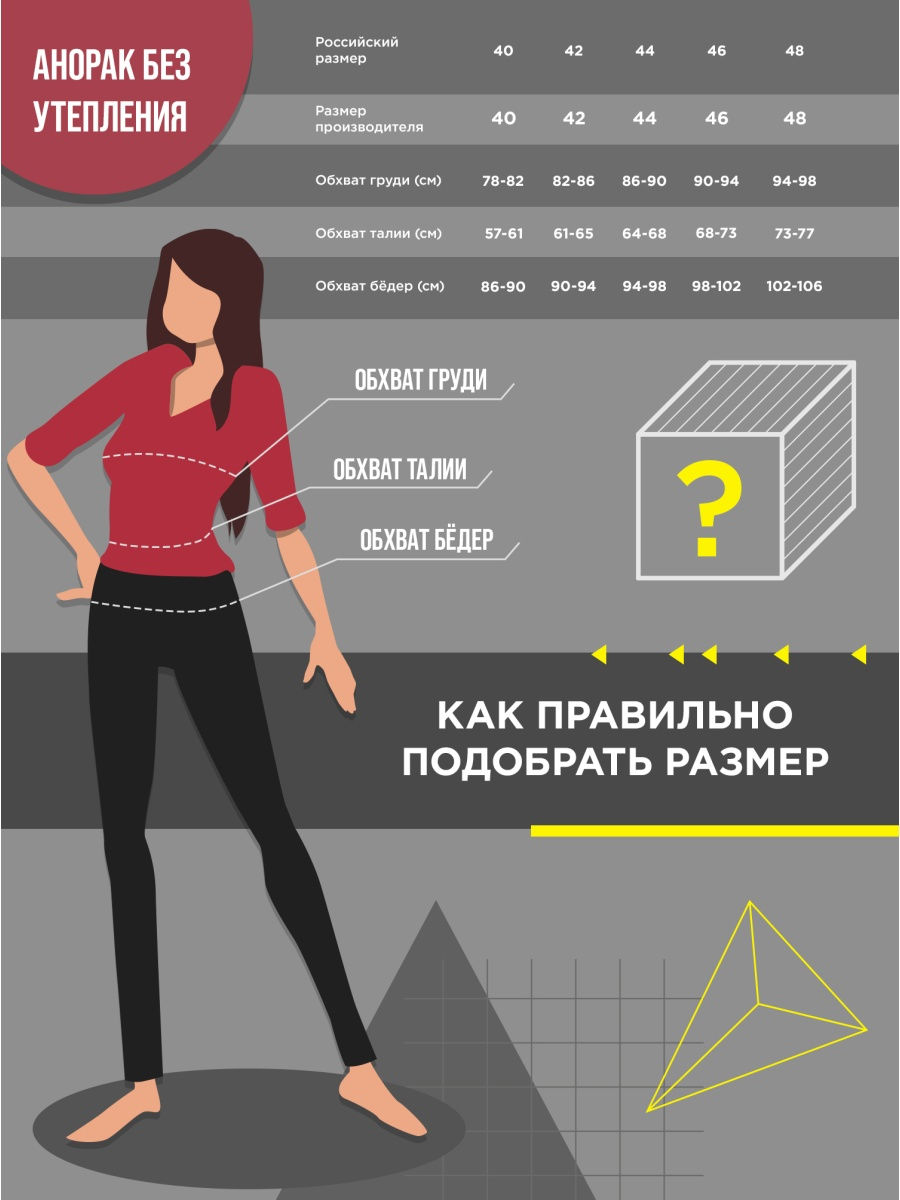 АНОРАК БЕЗ
УТЕПЛЕНИЯ
Российский
размер 40 42 44 46 48
Размер
производителя 40 42 44 46 48
Обхват груди (см) 78-82 82-86 86-90 90-94 94-98
Обхват талии (см) 57-61 61-65 64-68 68-73 73-77
Обхват бёдер (см) 86-90 90-94 94-98 98-102 102-106
ОБХВАТ ГРУДИ
ОБХВАТ ТАЛИИ
ОБХВАТ БЁДЕР
?
КАК ПРАВИЛЬНО
ПОДОБРАТЬ РАЗМЕР